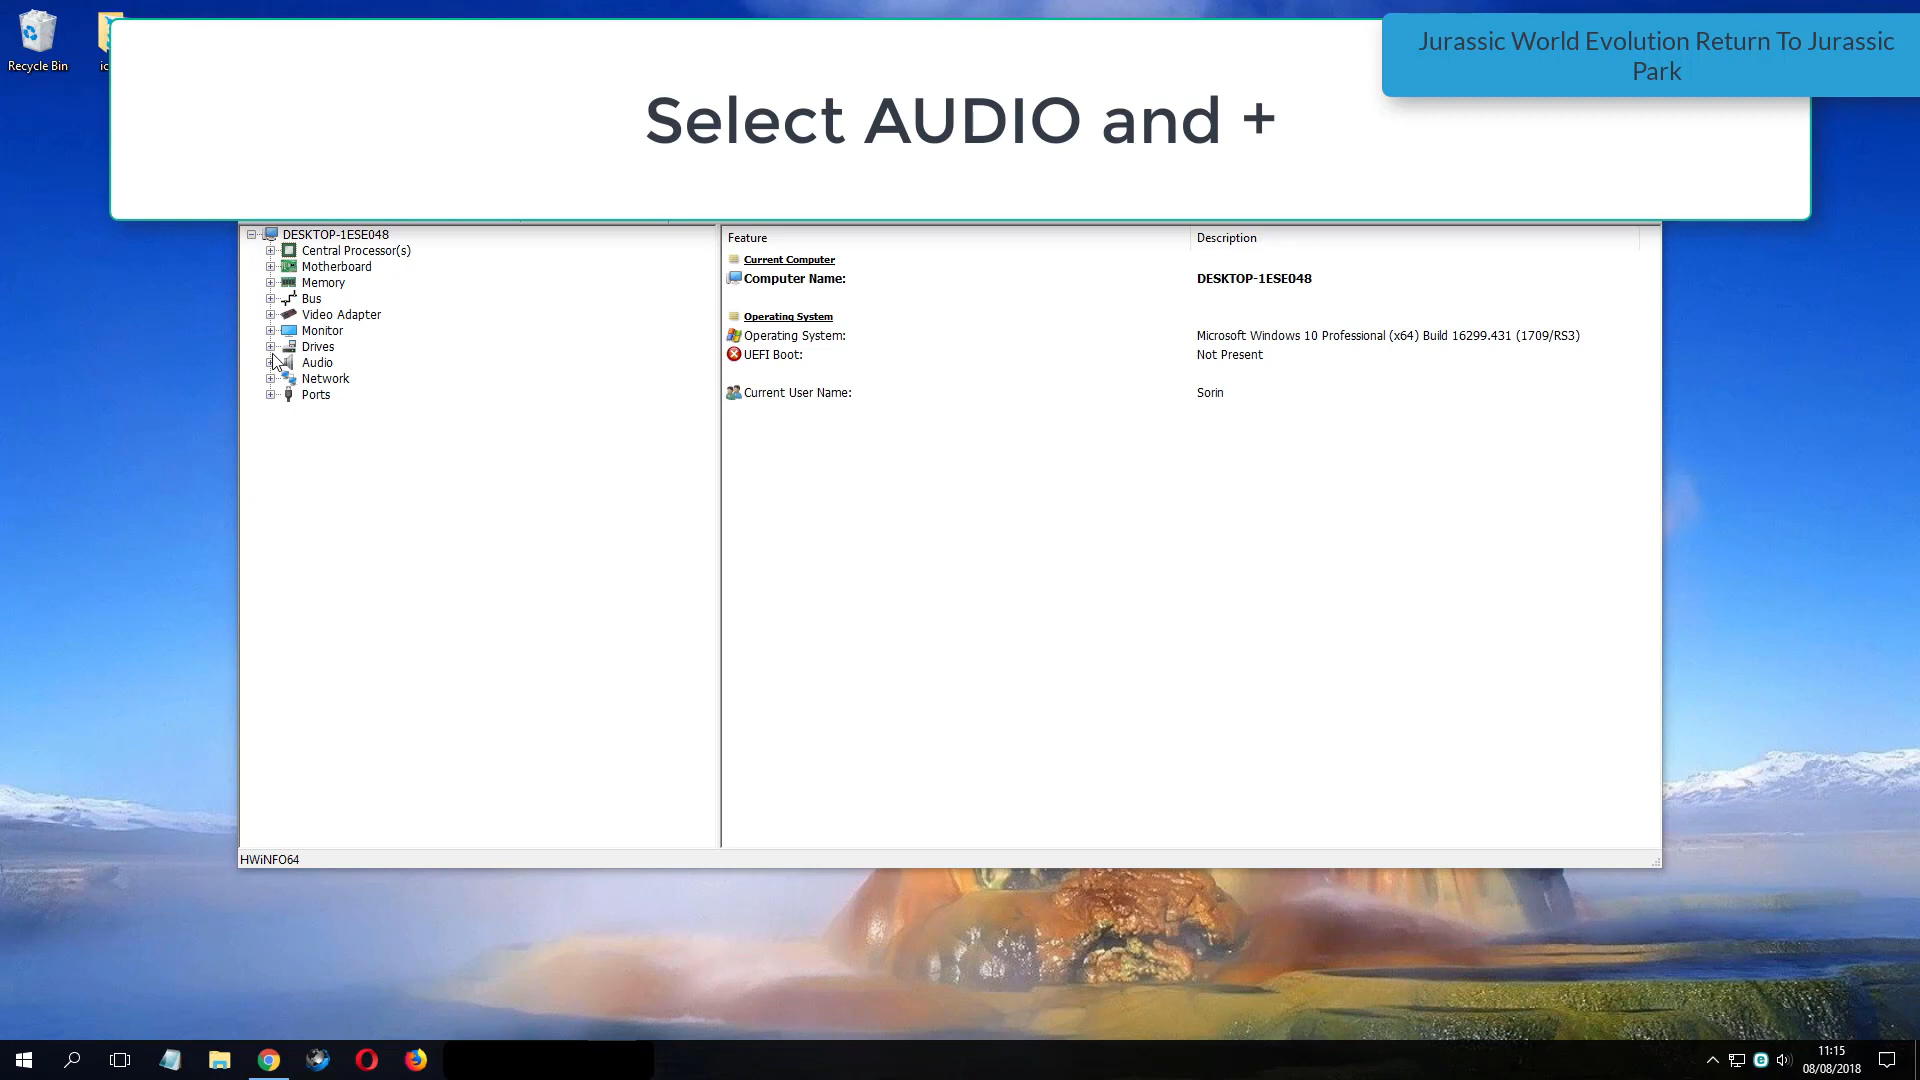 Recycle Bin
ic
Jurassic World Evolution Return To Jurassic
Park
Select AUDIO and +
DESKTOP-1ESE048
Central Processor(s)
Motherboard
Memory
Bus
Video Adapter
Monitor
Drives
Audio
Network
Ports
Feature Description
Current Computer
Computer Name: DESKTOP-1ESE048
Operating System
Operating System: Microsoft Windows 10 Professional (x64) Build 16299.431 (1709/RS3)
UEFI Boot: Not Present
Current User Name: Sorin
HWiNFO64
11:15
08/08/2018